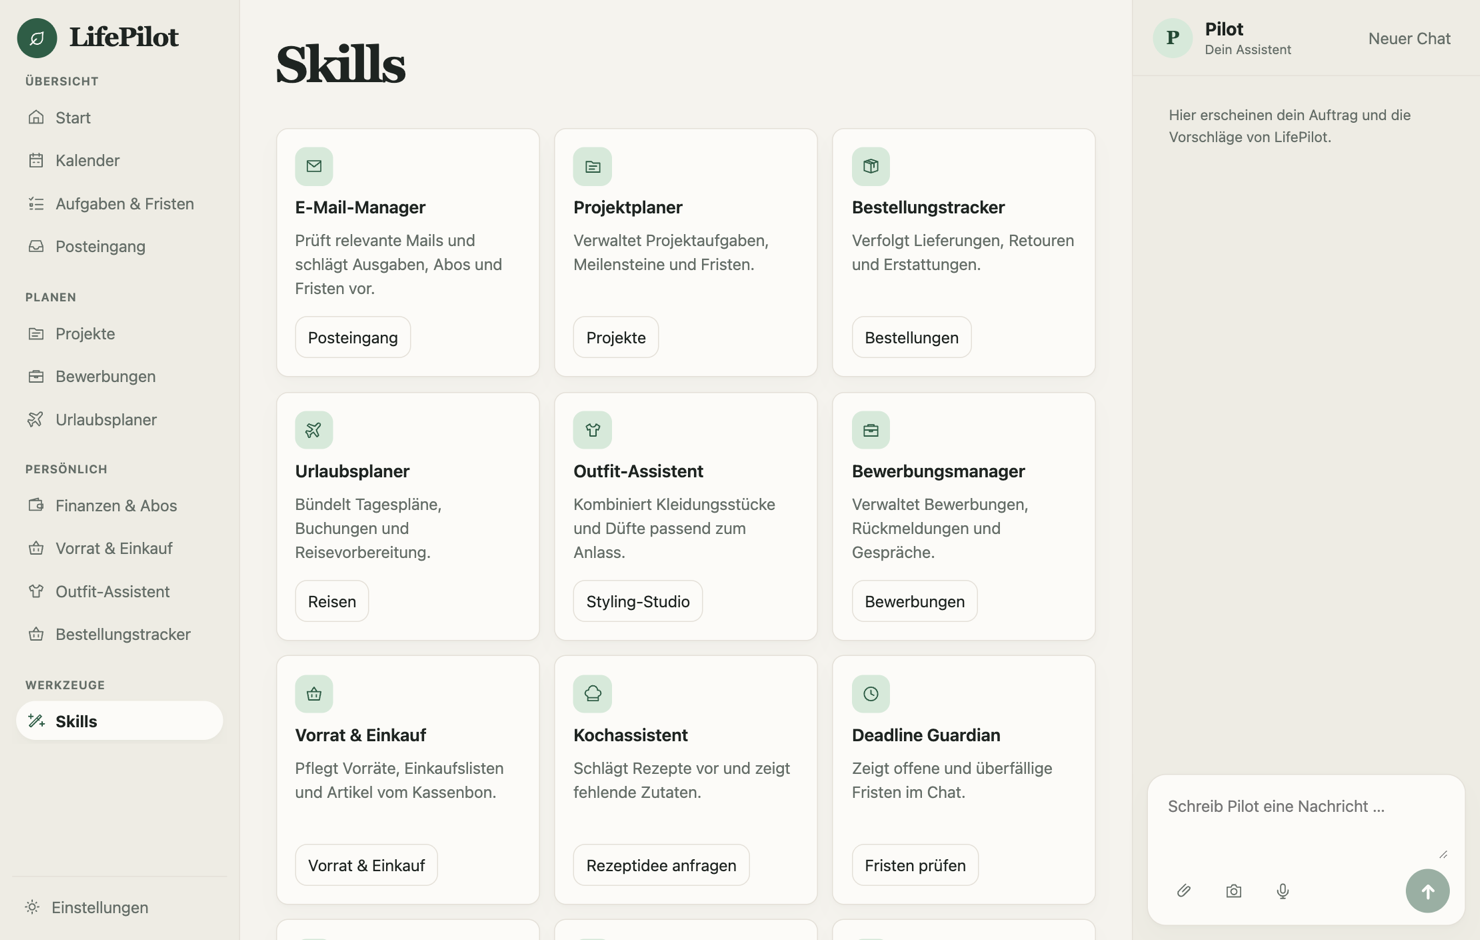 LifePilot
ÜBERSICHT
Start
Kalender
Aufgaben & Fristen
Posteingang
PLANEN
Projekte
Bewerbungen
Urlaubsplaner
PERSÖNLICH
Finanzen & Abos
Vorrat & Einkauf
Outfit-Assistent
Bestellungstracker
WERKZEUGE
Skills
Einstellungen
Skills
E-Mail-Manager
Prüft relevante Mails und
schlägt Ausgaben, Abos und
Fristen vor.
Posteingang
Projektplaner
Verwaltet Projektaufgaben,
Meilensteine und Fristen.
Projekte
Bestellungstracker
Verfolgt Lieferungen, Retouren
und Erstattungen.
Bestellungen
Urlaubsplaner
Bündelt Tagespläne,
Buchungen und
Reisevorbereitung.
Reisen
Outfit-Assistent
Kombiniert Kleidungsstücke
und Düfte passend zum
Anlass.
Styling-Studio
Bewerbungsmanager
Verwaltet Bewerbungen,
Rückmeldungen und
Gespräche.
Bewerbungen
Vorrat & Einkauf
Pflegt Vorräte, Einkaufslisten
und Artikel vom Kassenbon.
Vorrat & Einkauf
Kochassistent
Schlägt Rezepte vor und zeigt
fehlende Zutaten.
Rezeptidee anfragen
Deadline Guardian
Zeigt offene und überfällige
Fristen im Chat.
Fristen prüfen
P
Pilot
Dein Assistent
Neuer Chat
Hier erscheinen dein Auftrag und die
Vorschläge von LifePilot.
Schreib Pilot eine Nachricht ...